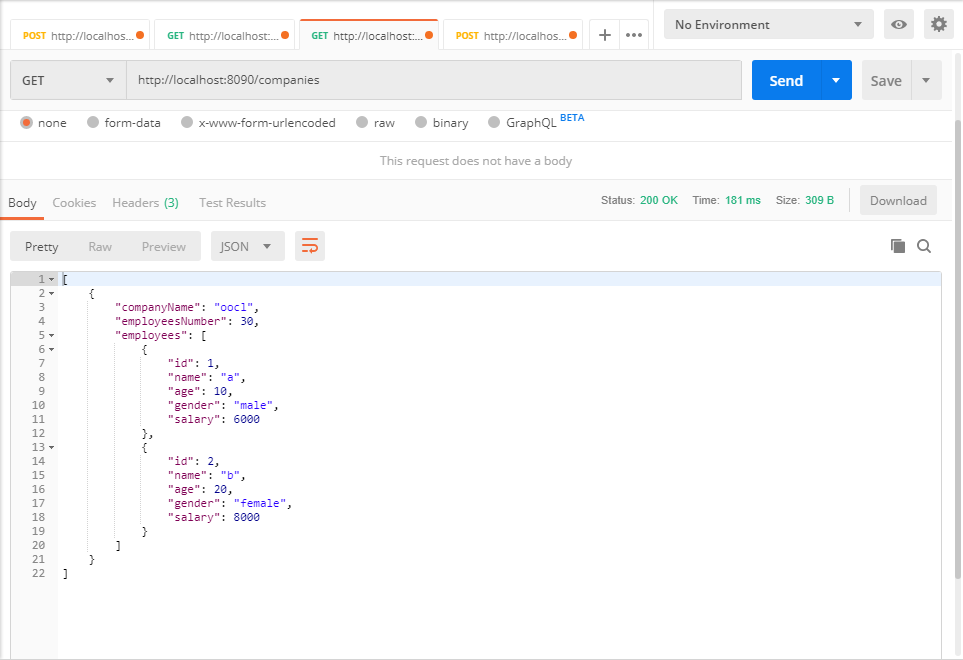 POST http://localhos... GET http://localhost:... GET http://localhost:... POST http://localhos... + ••• No Environment
GET http://localhost:8090/companies Send Save
none form-data x-www-form-urlencoded raw binary GraphQL BETA
This request does not have a body
Body Cookies Headers (3) Test Results Status: 200 OK Time: 181 ms Size: 309 B Download
Pretty Raw Preview JSON
1 [
2 {
3 "companyName": "oocl",
4 "employeesNumber": 30,
5 "employees": [
6 {
7 "id": 1,
8 "name": "a",
9 "age": 10,
10 "gender": "male",
11 "salary": 6000
12 },
13 {
14 "id": 2,
15 "name": "b",
16 "age": 20,
17 "gender": "female",
18 "salary": 8000
19 }
20 ]
21 }
22 ]